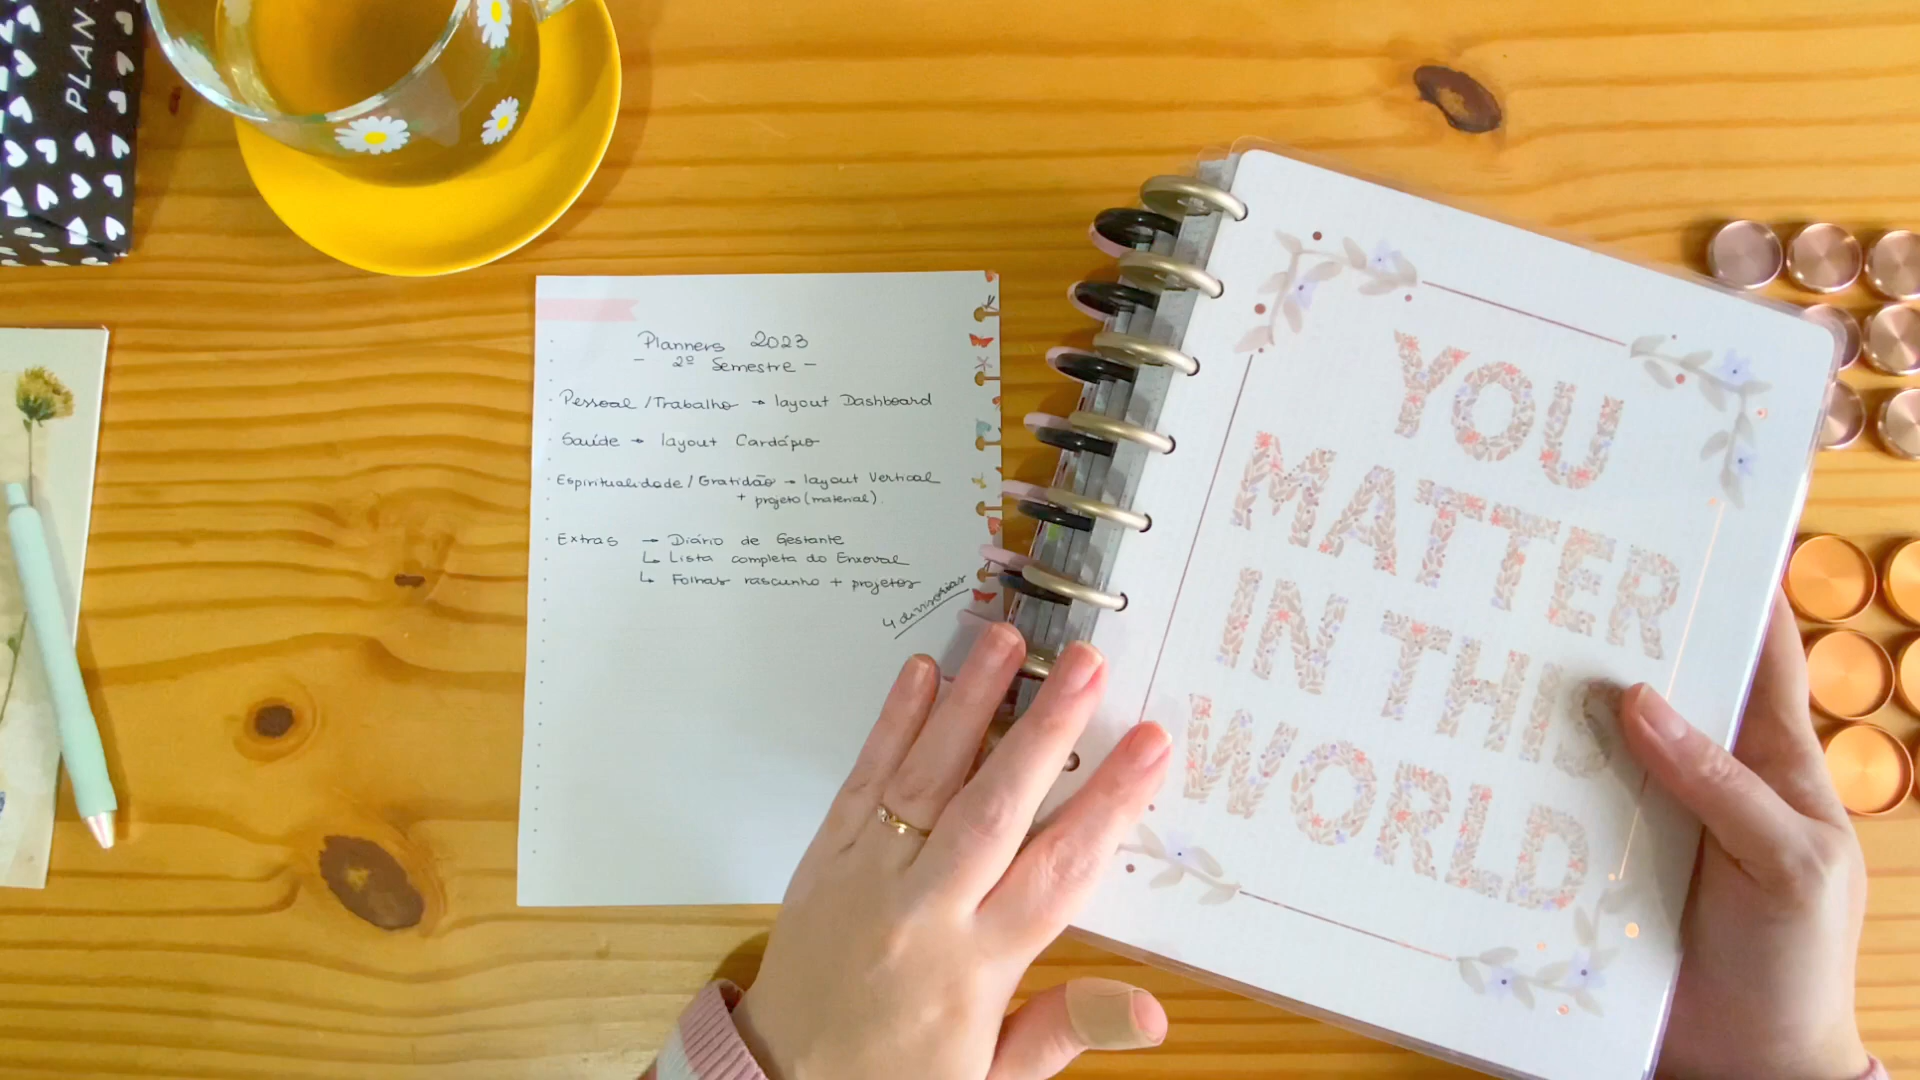 PLAN
Planners 2023
- 2º Semestre -
Pessoal / Trabalho → layout Dashboard
Saúde → layout Cardápio
Espiritualidade / Gratidão → layout Vertical
+ projeto (material).
Extras → Diário de Gestante
↳ Lista completa do Enxoval
↳ Folhas rascunho + projetos
4 divisórias
YOU
MATTER
IN THIS
WORLD